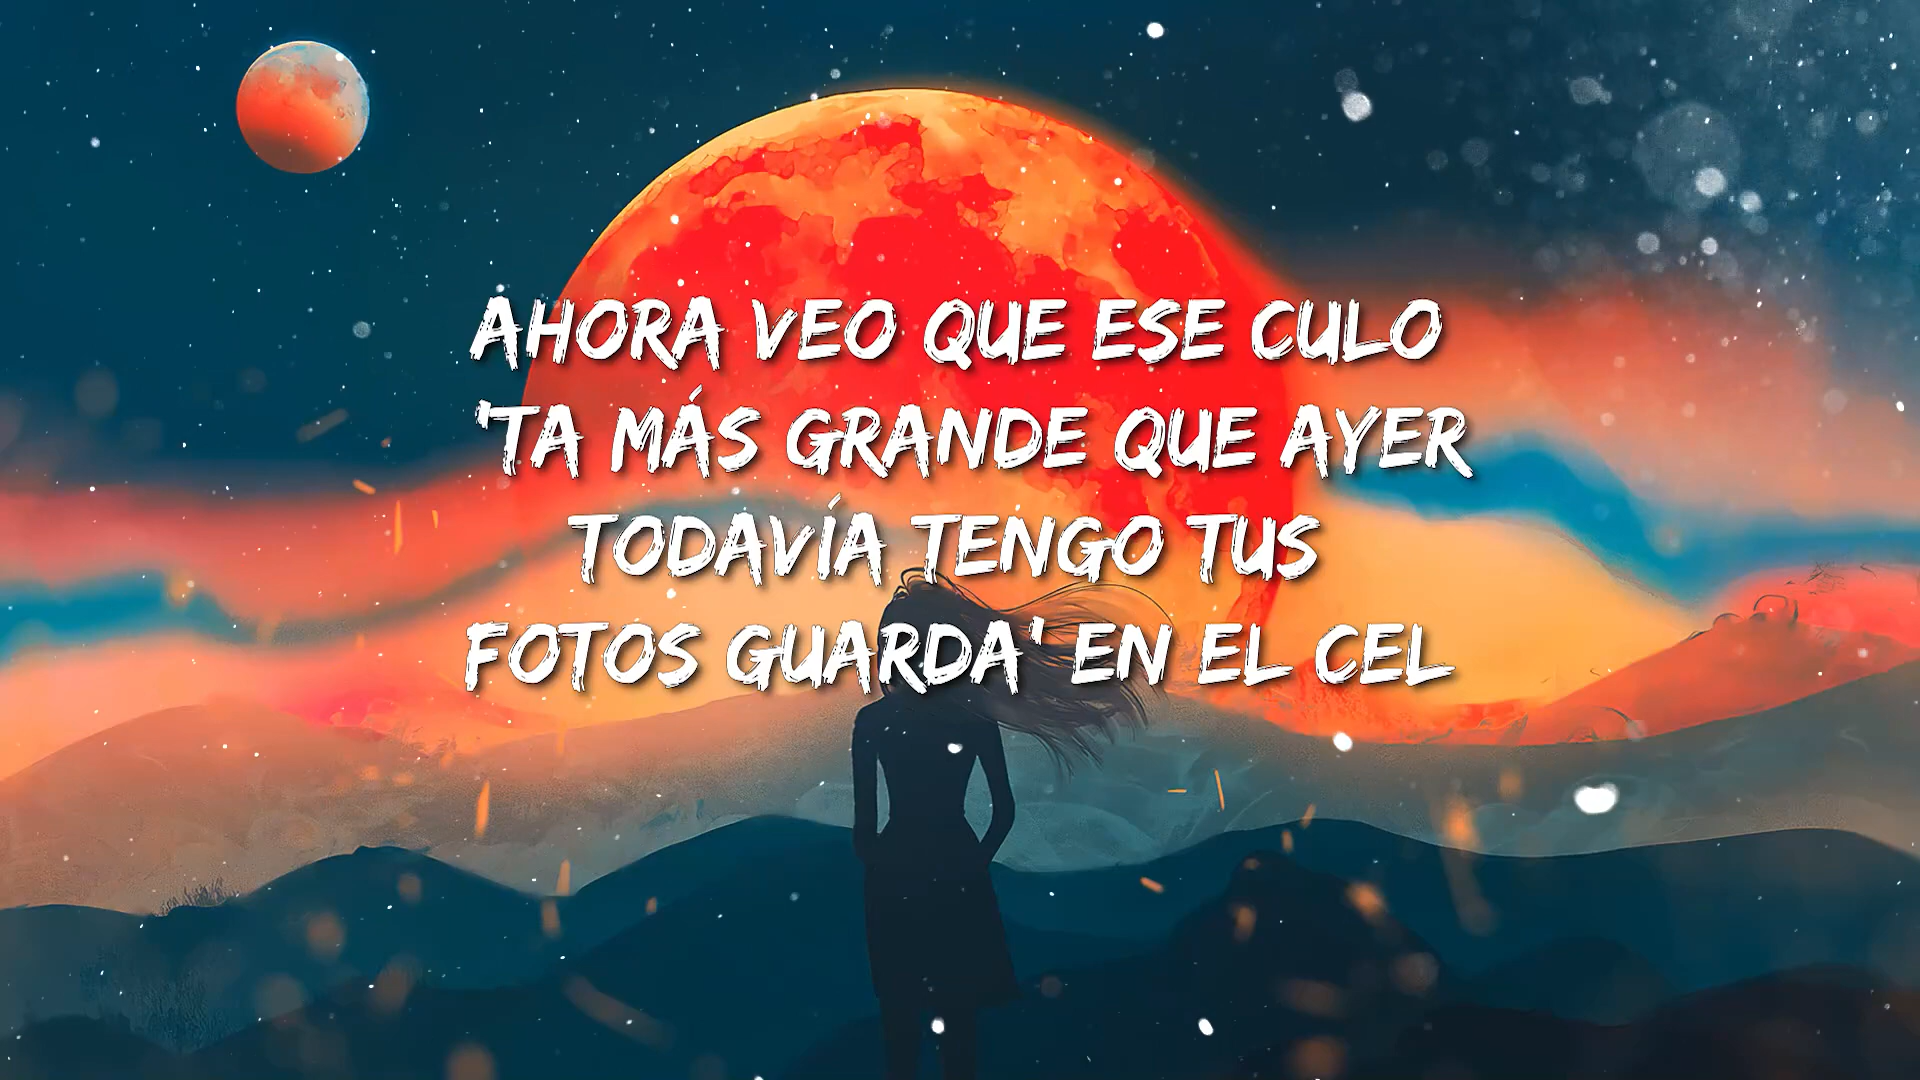 AHORA VEO QUE ESE CULO
'TA MÁS GRANDE QUE AYER
TODAVÍA TENGO TUS
FOTOS GUARDA' EN EL CEL